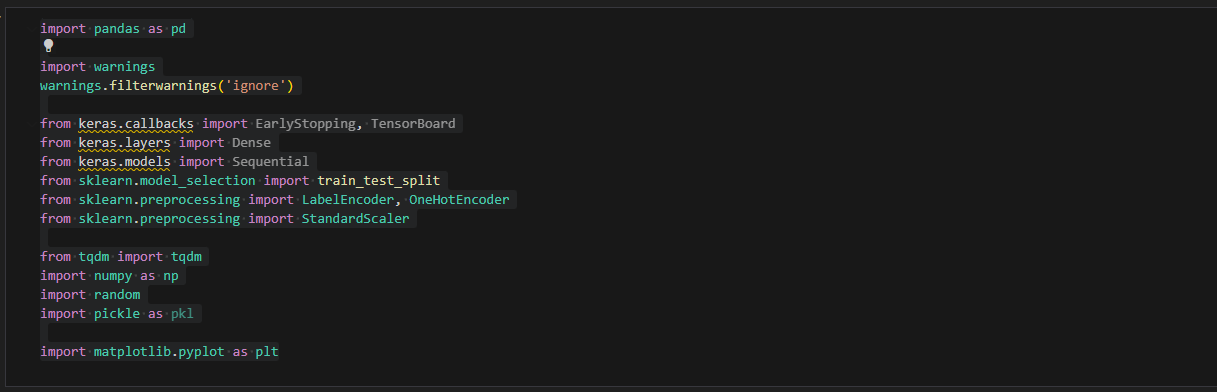 import pandas as pd
import warnings
warnings.filterwarnings('ignore')
from keras.callbacks import EarlyStopping, TensorBoard
from keras.layers import Dense
from keras.models import Sequential
from sklearn.model_selection import train_test_split
from sklearn.preprocessing import LabelEncoder, OneHotEncoder
from sklearn.preprocessing import StandardScaler
from tqdm import tqdm
import numpy as np
import random
import pickle as pkl
import matplotlib.pyplot as plt